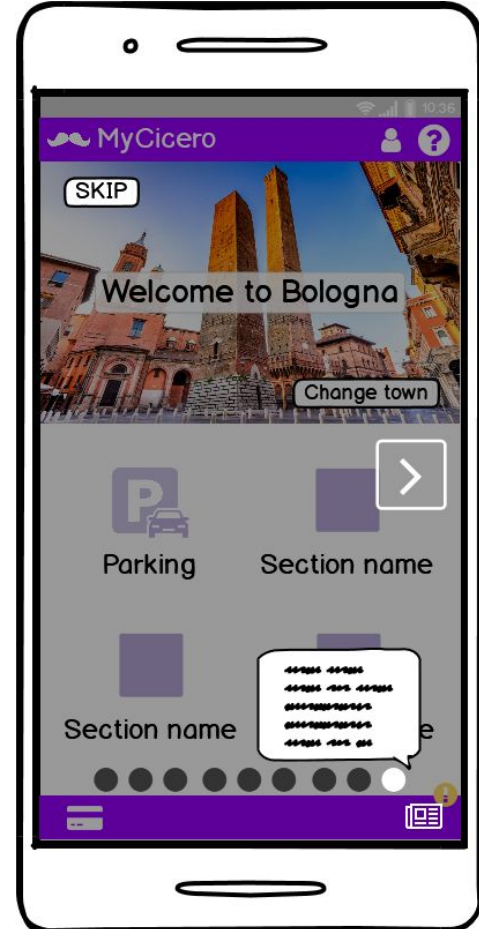 10:36
MyCicero
?
SKIP
Welcome to Bologna
Change town
P
Parking
Section name
Section name
e